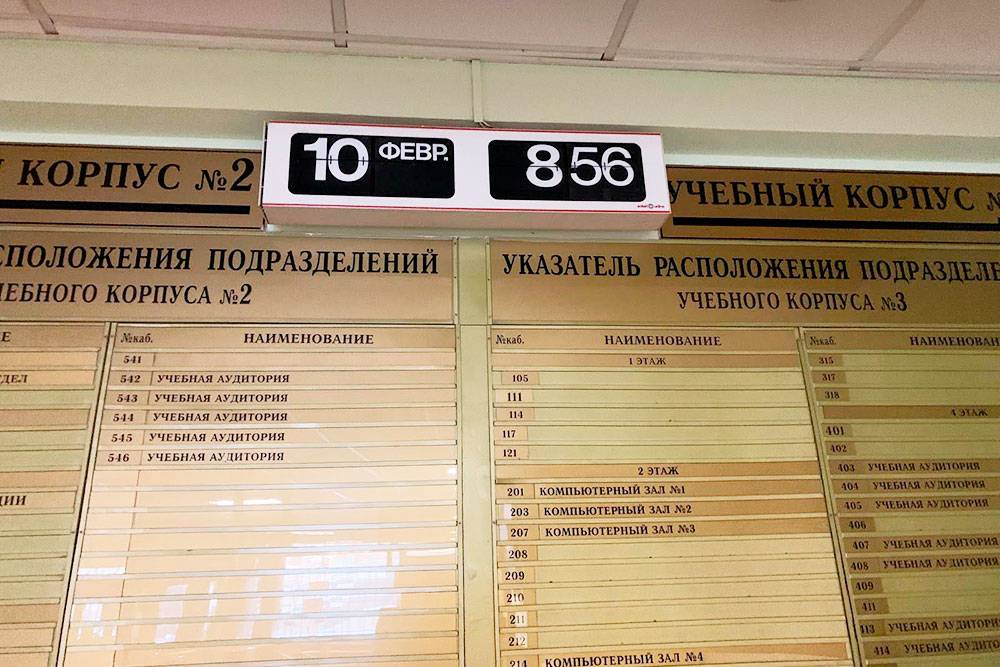 КОРПУС №2
10 ФЕВР.
8 56
УЧЕБНЫЙ КОРПУС
ПОДРАЗДЕЛЕНИЙ
КОРПУСА №2
№каб. НАИМЕНОВАНИЕ
541
542 УЧЕБНАЯ АУДИТОРИЯ
543 УЧЕБНАЯ АУДИТОРИЯ
544 УЧЕБНАЯ АУДИТОРИЯ
545 УЧЕБНАЯ АУДИТОРИЯ
546 УЧЕБНАЯ АУДИТОРИЯ
УКАЗАТЕЛЬ РАСПОЛОЖЕНИЯ ПОДРАЗДЕЛЕ
УЧЕБНОГО КОРПУСА №3
№каб. НАИМЕНОВАНИЕ
1 ЭТАЖ
105
111
114
117
121
2 ЭТАЖ
201 КОМПЬЮТЕРНЫЙ ЗАЛ №1
203 КОМПЬЮТЕРНЫЙ ЗАЛ №2
207 КОМПЬЮТЕРНЫЙ ЗАЛ №3
208
209
210
211
212
214 КОМПЬЮТЕРНЫЙ ЗАЛ №4
№каб. НАИМЕНОВАН
315
317
318
4 ЭТАЖ
401
402
403 УЧЕБНАЯ АУДИТОРИЯ
404 УЧЕБНАЯ АУДИТОРИЯ
405 УЧЕБНАЯ АУДИТОРИЯ
406
407 УЧЕБНАЯ АУДИТОРИЯ
408 УЧЕБНАЯ АУДИТОРИЯ
409
411
413 УЧЕБНАЯ АУДИТОРИ
414 УЧЕБНАЯ АУДИТО